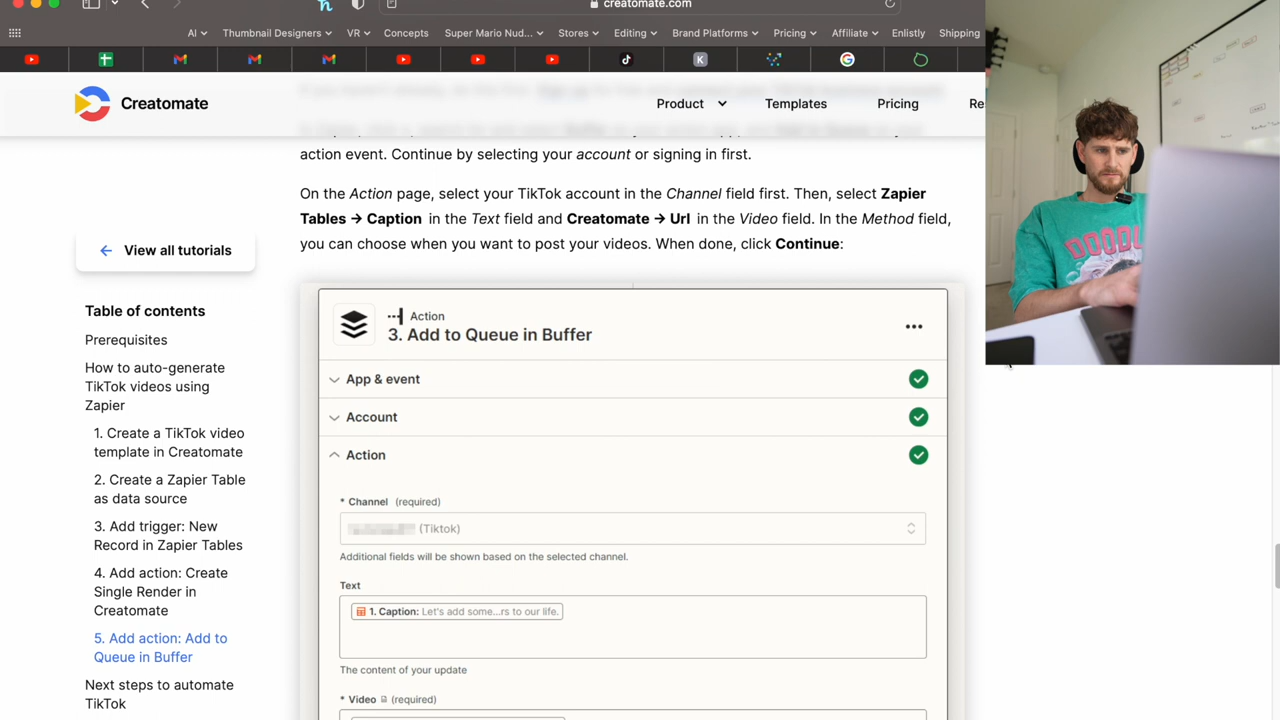 creatomate.com
AI
Thumbnail Designers
VR
Concepts
Super Mario Nud...
Stores
Editing
Brand Platforms
Pricing
Affiliate
Enlistly
Shipping
K
Creatomate
Product
Templates
Pricing
Re
action event. Continue by selecting your account or signing in first.
On the Action page, select your TikTok account in the Channel field first. Then, select Zapier
Tables → Caption in the Text field and Creatomate → Url in the Video field. In the Method field,
you can choose when you want to post your videos. When done, click Continue:
← View all tutorials
Table of contents
Prerequisites
How to auto-generate
TikTok videos using
Zapier
1. Create a TikTok video
template in Creatomate
2. Create a Zapier Table
as data source
3. Add trigger: New
Record in Zapier Tables
4. Add action: Create
Single Render in
Creatomate
5. Add action: Add to
Queue in Buffer
Next steps to automate
TikTok
Action
3. Add to Queue in Buffer
App & event
Account
Action
* Channel (required)
(Tiktok)
Additional fields will be shown based on the selected channel.
Text
1. Caption: Let's add some...rs to our life.
The content of your update
* Video (required)
DOODL